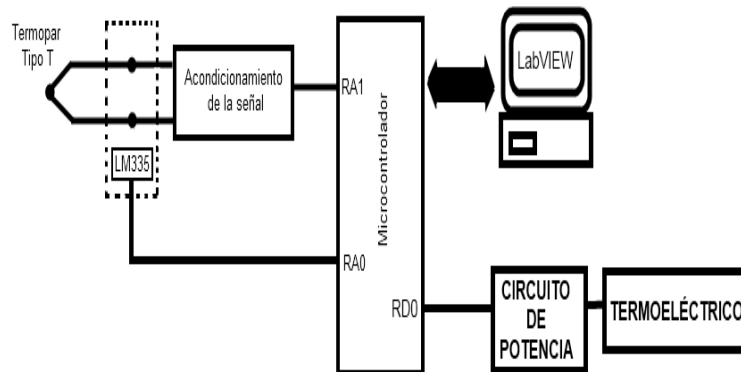 Termopar
Tipo T
Acondicionamiento
de la señal
LM335
RA1
RA0
RD0
Microcontrolador
LabVIEW
CIRCUITO
DE
POTENCIA
TERMOELÉCTRICO